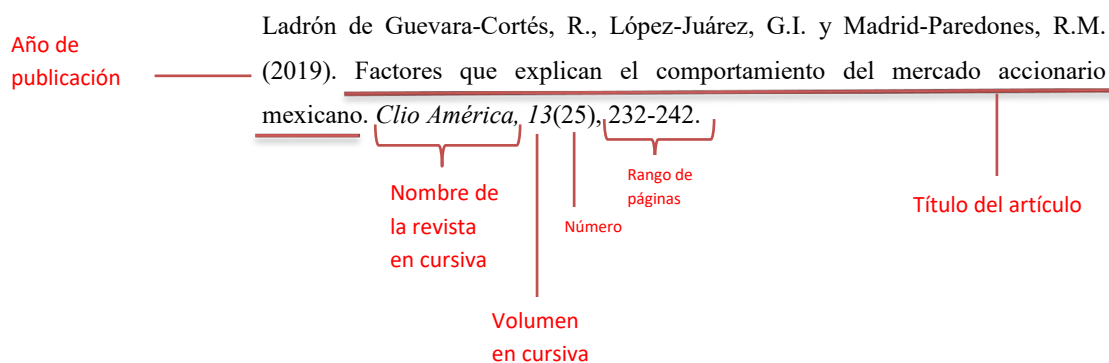 Ladrón de Guevara-Cortés, R., López-Juárez, G.I. y Madrid-Paredones, R.M.
(2019). Factores que explican el comportamiento del mercado accionario
mexicano. Clio América, 13(25), 232-242.
Año de
publicación
Nombre de
la revista
en cursiva
Volumen
en cursiva
Número
Rango de
páginas
Título del artículo